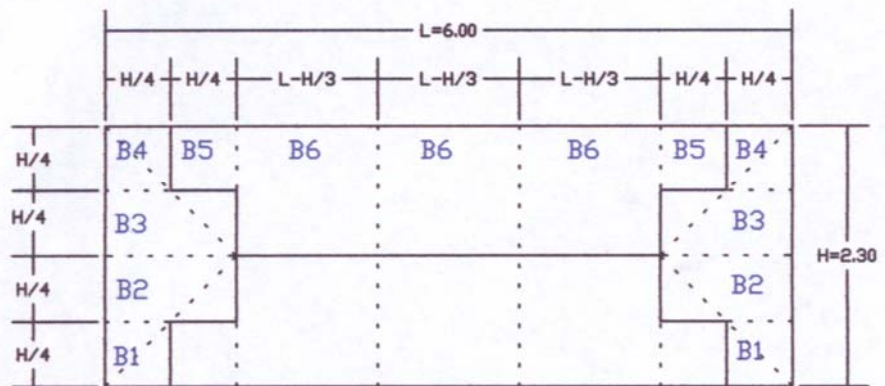 L=6.00
H/4 H/4 L-H/3 L-H/3 L-H/3 H/4 H/4
H/4 B4 B5 B6 B6 B6 B5 B4
H/4 B3 B3
H=2.30
H/4 B2 B2
H/4 B1 B1